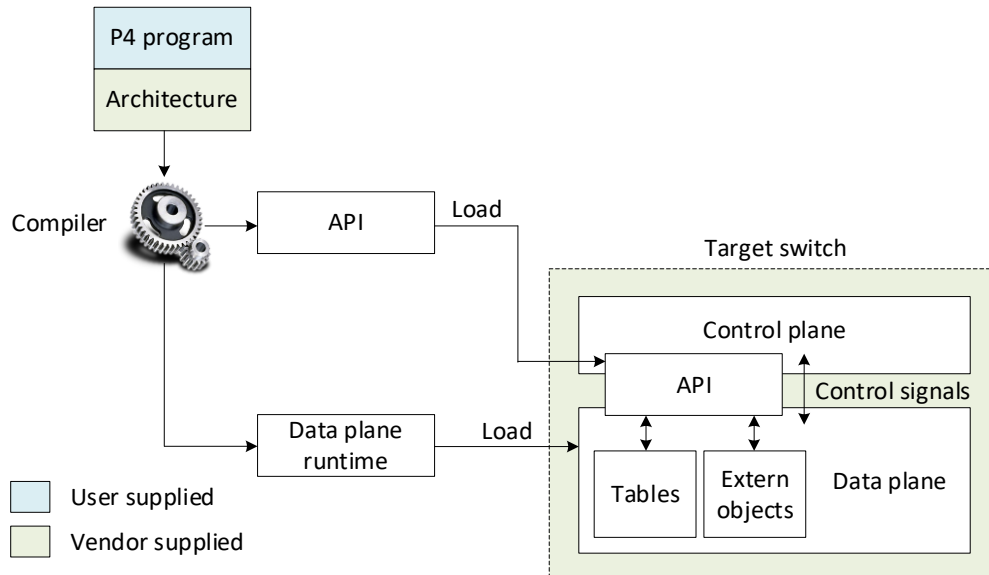 P4 program
Architecture
Compiler
API
Load
Target switch
Control plane
API
Control signals
Data plane
runtime
Load
Tables
Extern
objects
Data plane
User supplied
Vendor supplied